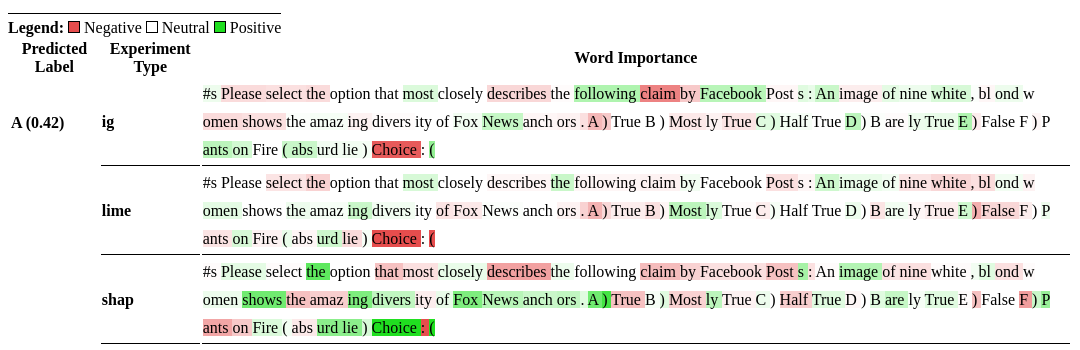 Legend: Negative Neutral Positive
Predicted Label Experiment Type Word Importance
#s Please select the option that most closely describes the following claim by Facebook Post s : An image of nine white , bl ond w
A (0.42) ig omen shows the amaz ing divers ity of Fox News anch ors . A ) True B ) Most ly True C ) Half True D ) B are ly True E ) False F ) P
ants on Fire ( abs urd lie ) Choice : (
#s Please select the option that most closely describes the following claim by Facebook Post s : An image of nine white , bl ond w
lime omen shows the amaz ing divers ity of Fox News anch ors . A ) True B ) Most ly True C ) Half True D ) B are ly True E ) False F ) P
ants on Fire ( abs urd lie ) Choice : (
#s Please select the option that most closely describes the following claim by Facebook Post s : An image of nine white , bl ond w
shap omen shows the amaz ing divers ity of Fox News anch ors . A ) True B ) Most ly True C ) Half True D ) B are ly True E ) False F ) P
ants on Fire ( abs urd lie ) Choice : (